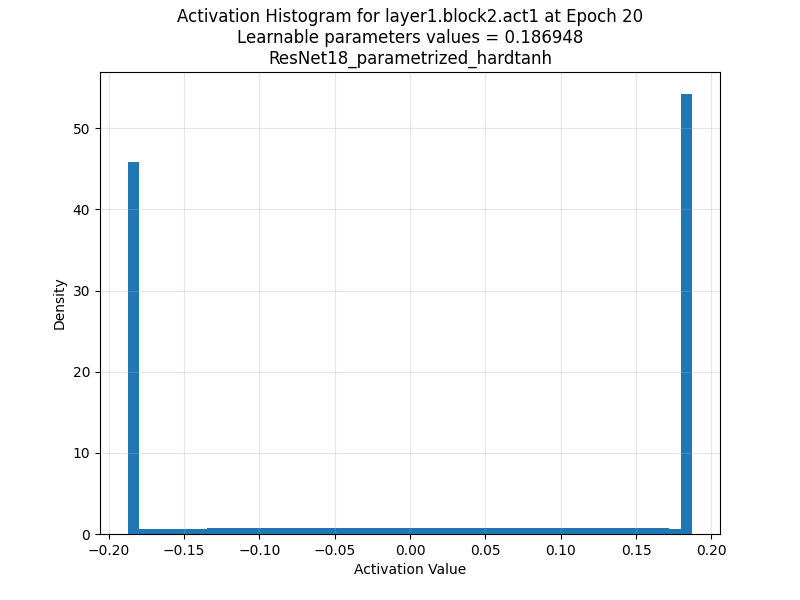 Activation Histogram for layer1.block2.act1 at Epoch 20
Learnable parameters values = 0.186948
ResNet18_parametrized_hardtanh
50
40
30
20
10
0
Density
−0.20 −0.15 −0.10 −0.05 0.00 0.05 0.10 0.15 0.20
Activation Value